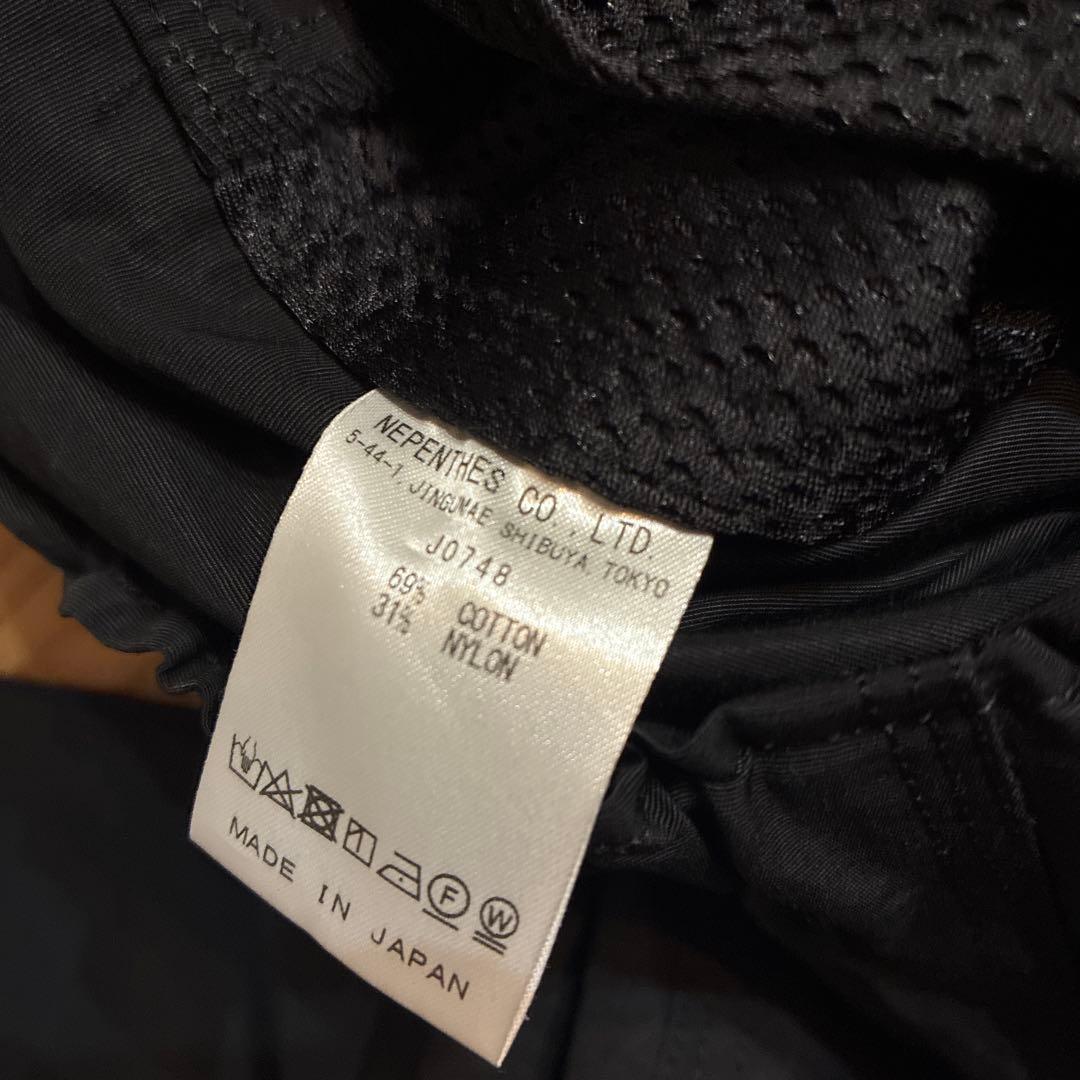 NEPENTHES CO., LTD.
5-44-1, JINGUMAE SHIBUYA, TOKYO
J0748
69% COTTON
31% NYLON
F W
MADE IN JAPAN